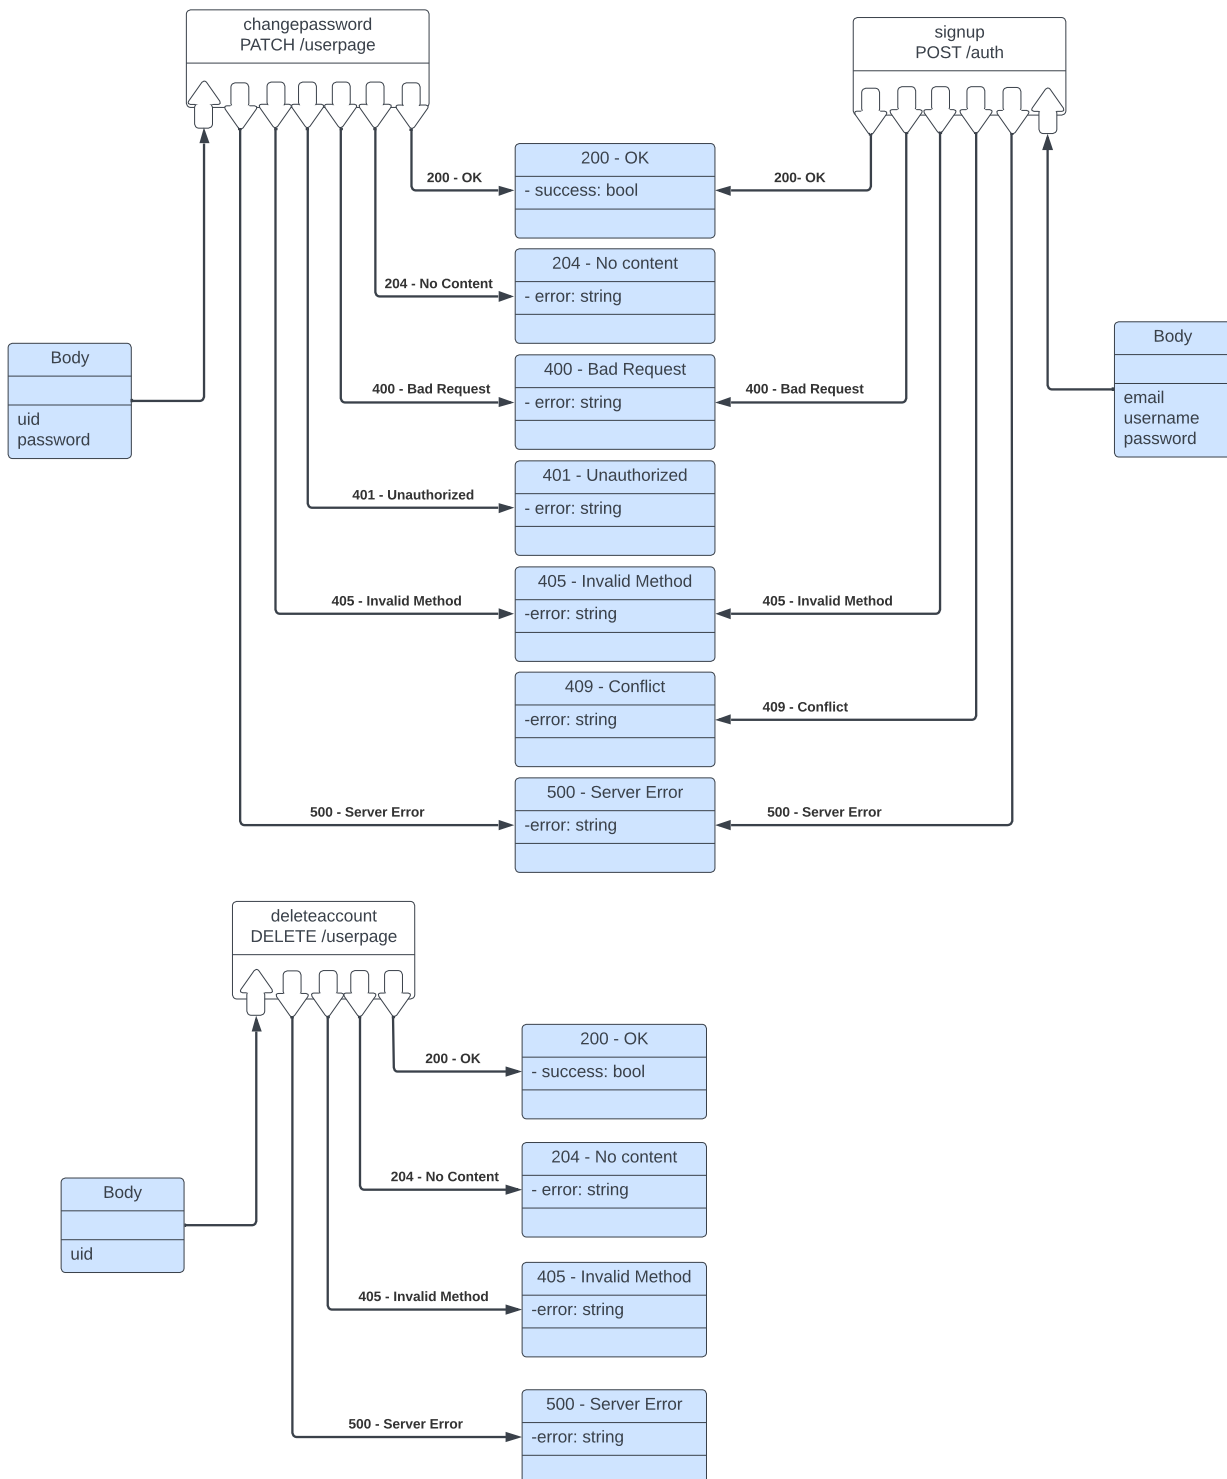 changepassword
PATCH /userpage
signup
POST /auth
200 - OK
- success: bool
200 - OK
200- OK
204 - No content
- error: string
204 - No Content
400 - Bad Request
- error: string
400 - Bad Request
400 - Bad Request
Body
uid
password
Body
email
username
password
401 - Unauthorized
- error: string
401 - Unauthorized
405 - Invalid Method
-error: string
405 - Invalid Method
405 - Invalid Method
409 - Conflict
-error: string
409 - Conflict
500 - Server Error
-error: string
500 - Server Error
500 - Server Error
deleteaccount
DELETE /userpage
200 - OK
- success: bool
200 - OK
204 - No content
- error: string
204 - No Content
Body
uid
405 - Invalid Method
-error: string
405 - Invalid Method
500 - Server Error
-error: string
500 - Server Error